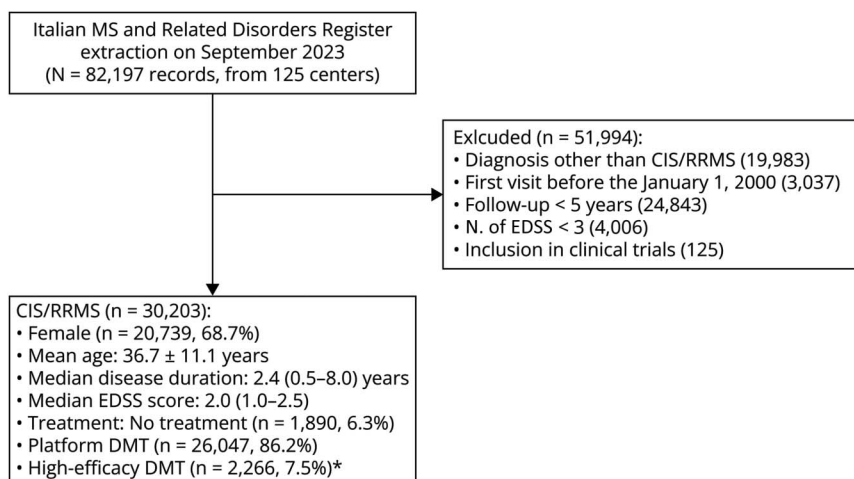 Italian MS and Related Disorders Register
extraction on September 2023
(N = 82,197 records, from 125 centers)
Exlcuded (n = 51,994):
• Diagnosis other than CIS/RRMS (19,983)
• First visit before the January 1, 2000 (3,037)
• Follow-up < 5 years (24,843)
• N. of EDSS < 3 (4,006)
• Inclusion in clinical trials (125)
CIS/RRMS (n = 30,203):
• Female (n = 20,739, 68.7%)
• Mean age: 36.7 ± 11.1 years
• Median disease duration: 2.4 (0.5–8.0) years
• Median EDSS score: 2.0 (1.0–2.5)
• Treatment: No treatment (n = 1,890, 6.3%)
• Platform DMT (n = 26,047, 86.2%)
• High-efficacy DMT (n = 2,266, 7.5%)*